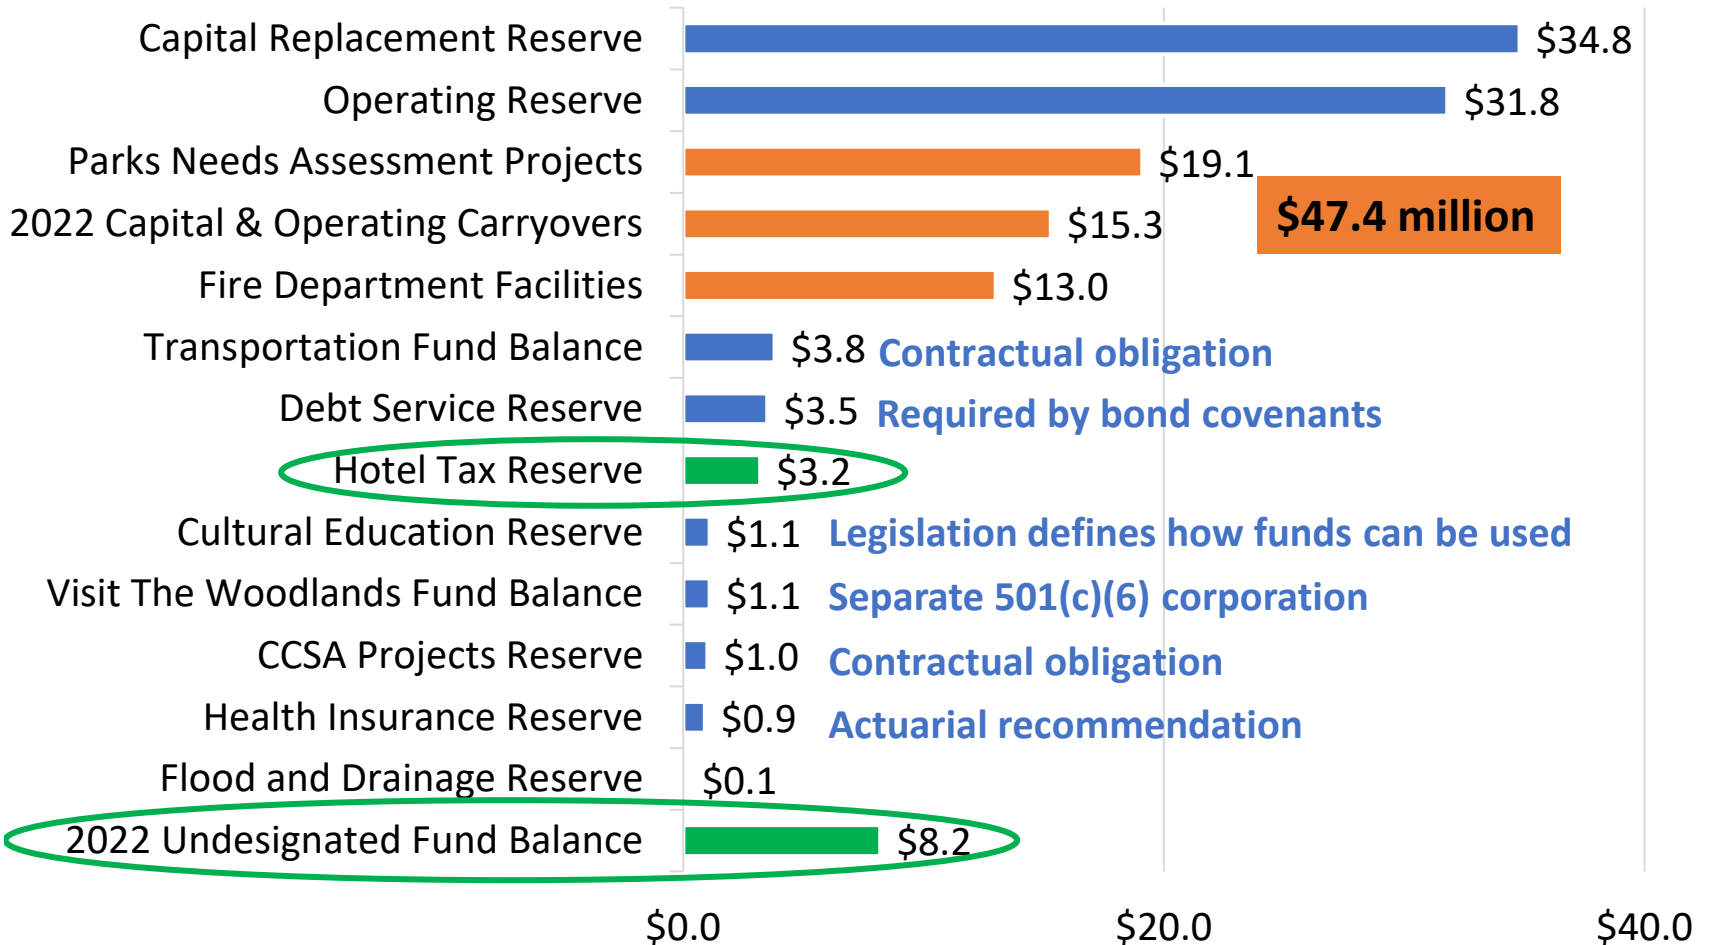 Capital Replacement Reserve $34.8
Operating Reserve $31.8
Parks Needs Assessment Projects $19.1
$47.4 million
2022 Capital & Operating Carryovers $15.3
Fire Department Facilities $13.0
Transportation Fund Balance $3.8 Contractual obligation
Debt Service Reserve $3.5 Required by bond covenants
Hotel Tax Reserve $3.2
Cultural Education Reserve $1.1 Legislation defines how funds can be used
Visit The Woodlands Fund Balance $1.1 Separate 501(c)(6) corporation
CCSA Projects Reserve $1.0 Contractual obligation
Health Insurance Reserve $0.9 Actuarial recommendation
Flood and Drainage Reserve $0.1
2022 Undesignated Fund Balance $8.2
$0.0 $20.0 $40.0